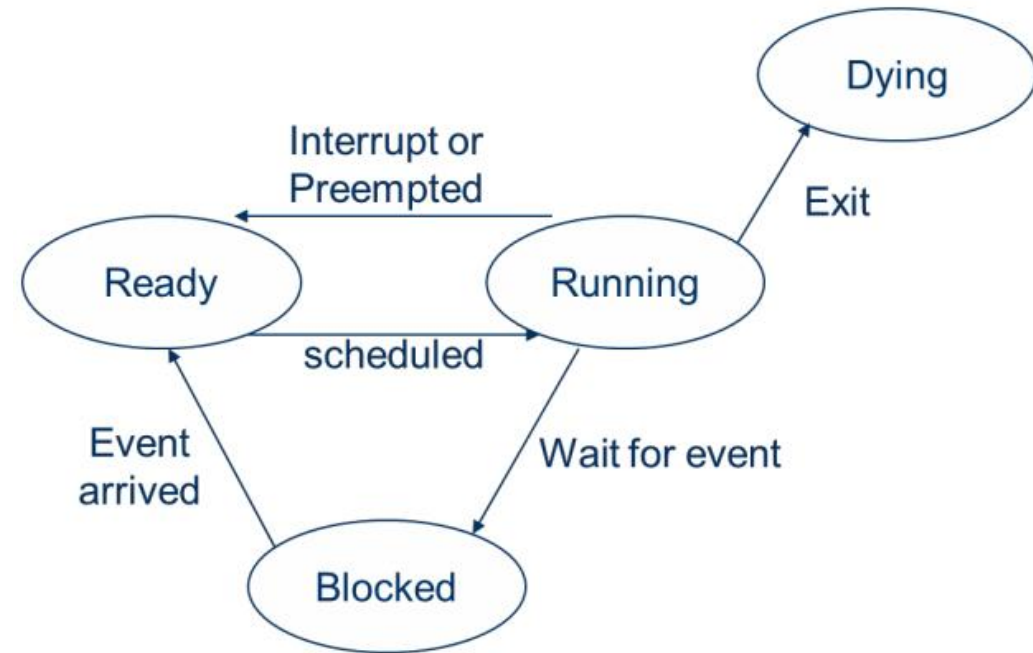 Dying
Interrupt or
Preempted
Exit
Ready
Running
scheduled
Event
arrived
Wait for event
Blocked